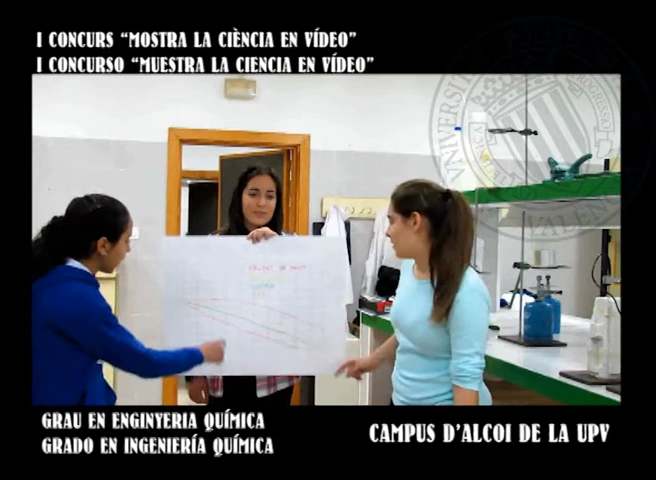 I CONCURS “MOSTRA LA CIÈNCIA EN VÍDEO”
I CONCURSO “MUESTRA LA CIENCIA EN VÍDEO”
GRAU EN ENGINYERIA QUÍMICA
GRADO EN INGENIERÍA QUÍMICA
CAMPUS D’ALCOI DE LA UPV